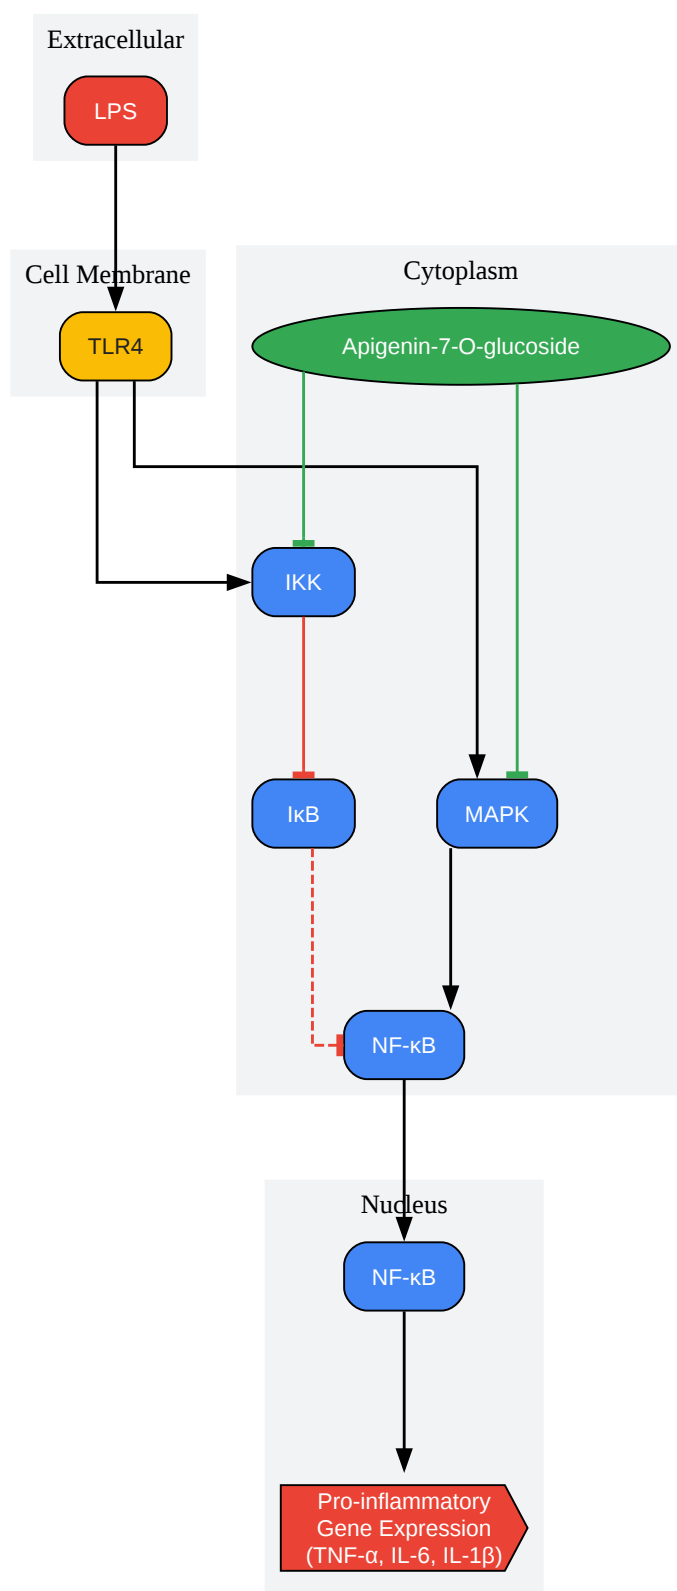 Extracellular
LPS
Cell Membrane
TLR4
Cytoplasm
Apigenin-7-O-glucoside
IKK
IκB
MAPK
NF-κB
Nucleus
NF-κB
Pro-inflammatory
Gene Expression
(TNF-α, IL-6, IL-1β)